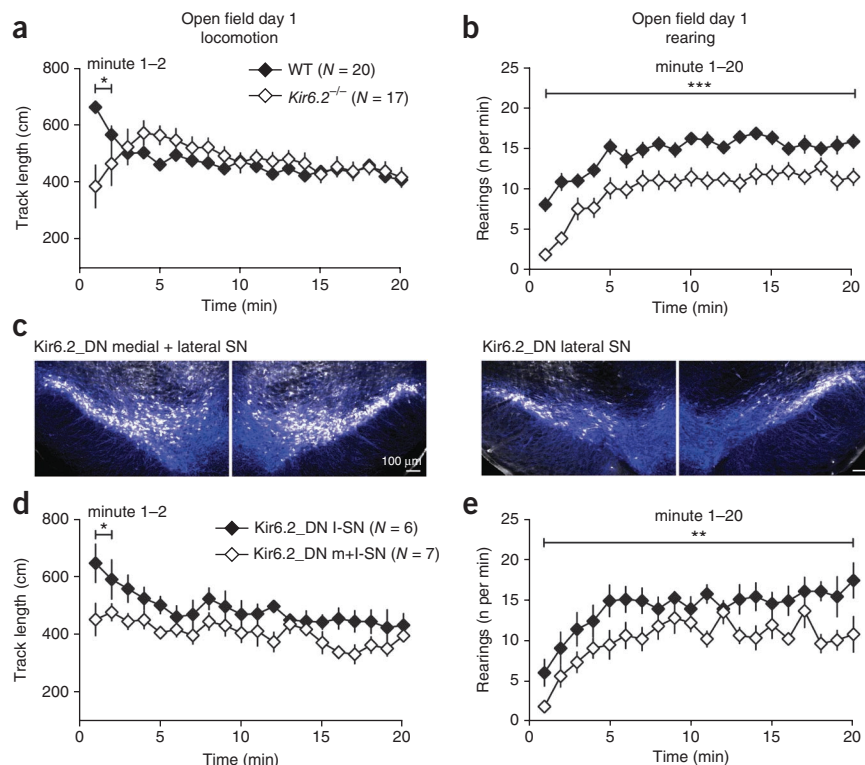 a
Open field day 1
locomotion
minute 1–2
*
WT (N = 20)
Kir6.2–/– (N = 17)
800
600
400
200
Track length (cm)
0 5 10 15 20
Time (min)
b
Open field day 1
rearing
minute 1–20
***
25
20
15
10
5
0
Rearings (n per min)
0 5 10 15 20
Time (min)
c
Kir6.2_DN medial + lateral SN
100 μm
Kir6.2_DN lateral SN
d
minute 1–2
*
Kir6.2_DN l-SN (N = 6)
Kir6.2_DN m+l-SN (N = 7)
800
600
400
200
Track length (cm)
0 5 10 15 20
Time (min)
e
minute 1–20
**
25
20
15
10
5
0
Rearings (n per min)
0 5 10 15 20
Time (min)